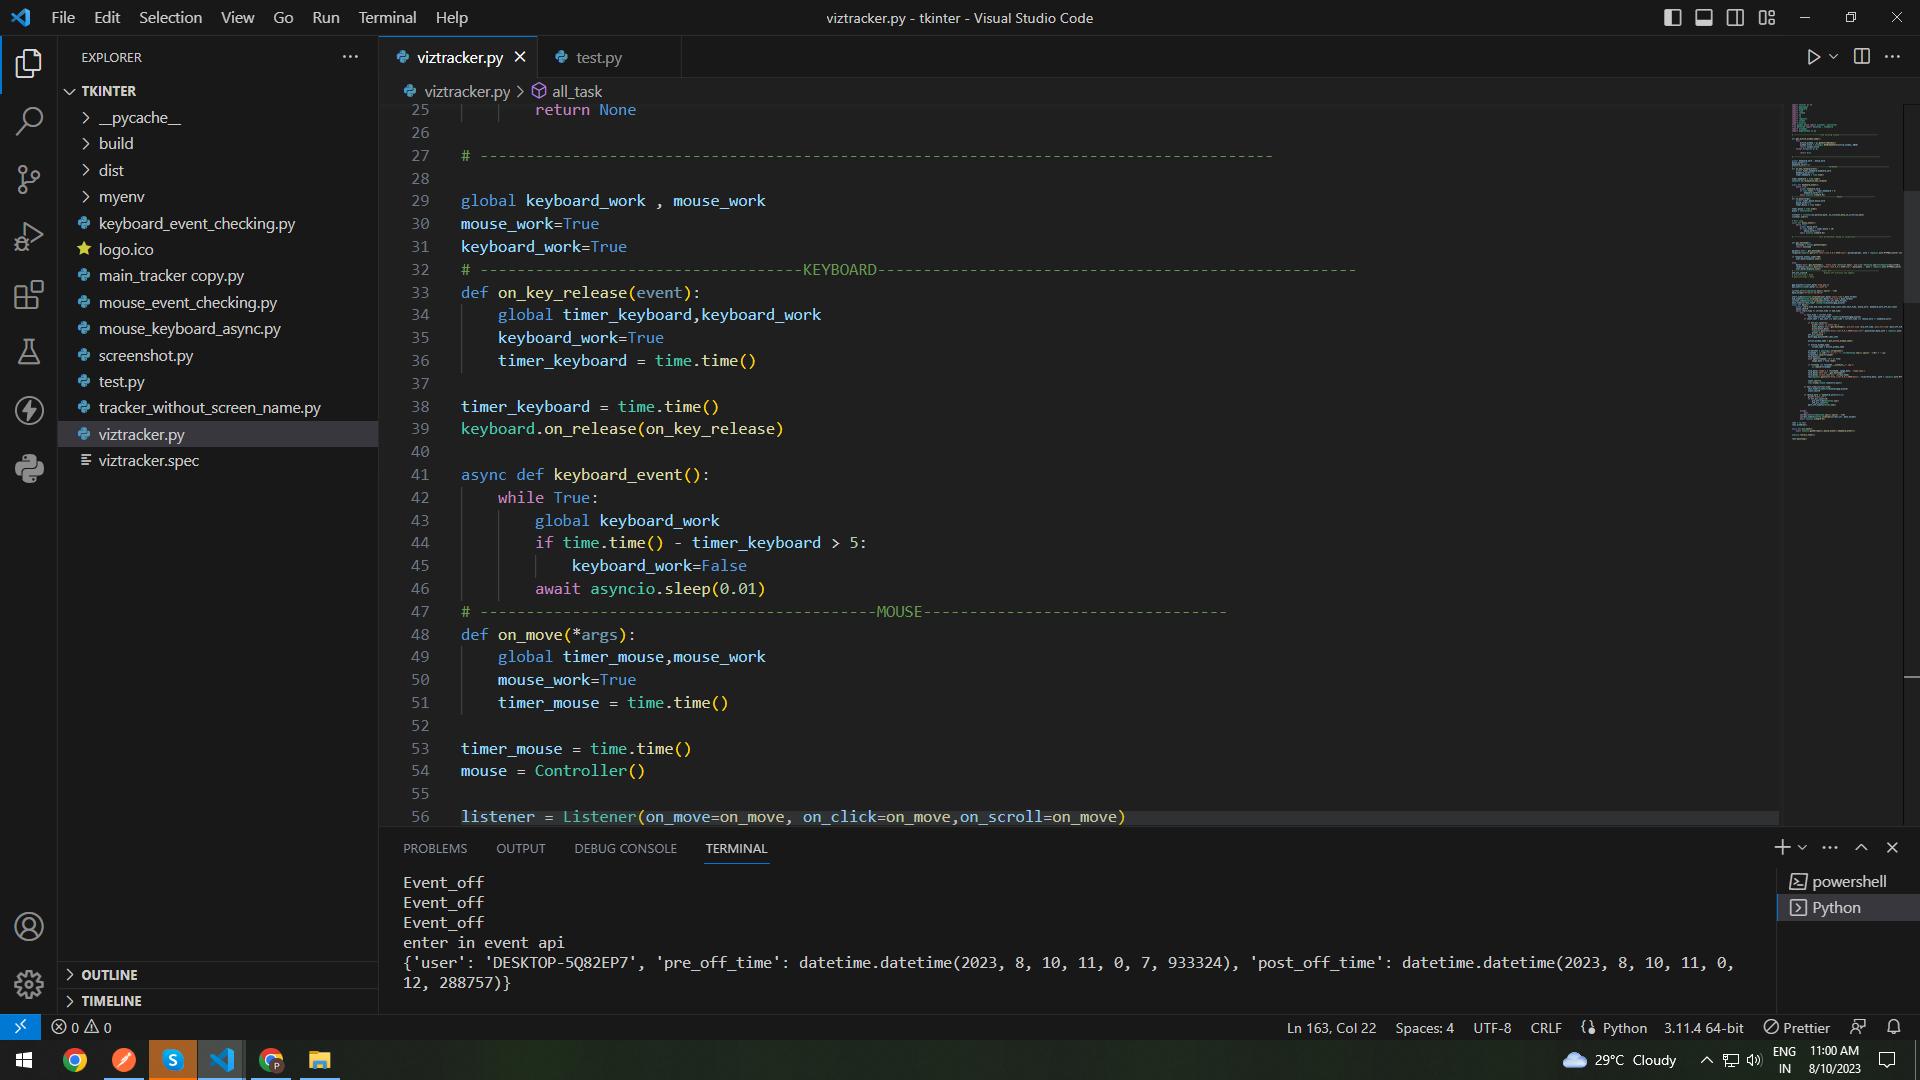 File Edit Selection View Go Run Terminal Help
viztracker.py - tkinter - Visual Studio Code
EXPLORER
TKINTER
__pycache__
build
dist
myenv
keyboard_event_checking.py
logo.ico
main_tracker copy.py
mouse_event_checking.py
mouse_keyboard_async.py
screenshot.py
test.py
tracker_without_screen_name.py
viztracker.py
viztracker.spec
OUTLINE
TIMELINE
viztracker.py test.py
viztracker.py > all_task
25 return None
26
27 # --------------------------------------------------------------------------------------
28
29 global keyboard_work , mouse_work
30 mouse_work=True
31 keyboard_work=True
32 # -----------------------------------KEYBOARD----------------------------------------------------
33 def on_key_release(event):
34 global timer_keyboard,keyboard_work
35 keyboard_work=True
36 timer_keyboard = time.time()
37
38 timer_keyboard = time.time()
39 keyboard.on_release(on_key_release)
40
41 async def keyboard_event():
42 while True:
43 global keyboard_work
44 if time.time() - timer_keyboard > 5:
45 keyboard_work=False
46 await asyncio.sleep(0.01)
47 # -------------------------------------------MOUSE---------------------------------
48 def on_move(*args):
49 global timer_mouse,mouse_work
50 mouse_work=True
51 timer_mouse = time.time()
52
53 timer_mouse = time.time()
54 mouse = Controller()
55
56 listener = Listener(on_move=on_move, on_click=on_move,on_scroll=on_move)
PROBLEMS OUTPUT DEBUG CONSOLE TERMINAL
Event_off
Event_off
Event_off
enter in event api
{'user': 'DESKTOP-5Q82EP7', 'pre_off_time': datetime.datetime(2023, 8, 10, 11, 0, 7, 933324), 'post_off_time': datetime.datetime(2023, 8, 10, 11, 0,
12, 288757)}
powershell
Python
0 0
Ln 163, Col 22 Spaces: 4 UTF-8 CRLF Python 3.11.4 64-bit Prettier
29°C Cloudy
ENG
IN
11:00 AM
8/10/2023